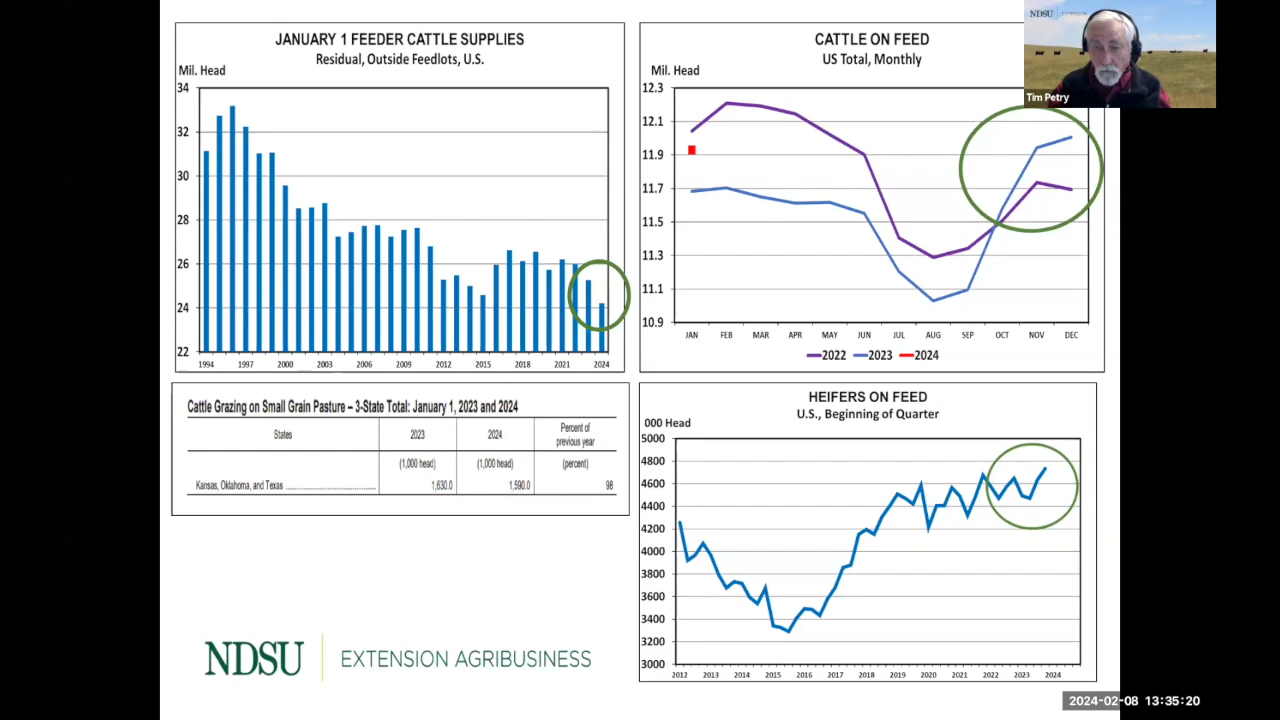 JANUARY 1 FEEDER CATTLE SUPPLIES
Residual, Outside Feedlots, U.S.
Mil. Head
34
32
30
28
26
24
22
1994 1997 2000 2003 2006 2009 2012 2015 2018 2021 2024
CATTLE ON FEED
US Total, Monthly
Mil. Head
12.3
12.1
11.9
11.7
11.5
11.3
11.1
10.9
JAN FEB MAR APR MAY JUN JUL AUG SEP OCT NOV DEC
2022 2023 2024
NDSU EXTENSION
Tim Petry
Cattle Grazing on Small Grain Pasture – 3-State Total: January 1, 2023 and 2024
States 2023 2024 Percent of previous year
(1,000 head) (1,000 head) (percent)
Kansas, Oklahoma, and Texas 1,630.0 1,590.0 98
HEIFERS ON FEED
U.S., Beginning of Quarter
000 Head
5000
4800
4600
4400
4200
4000
3800
3600
3400
3200
3000
2012 2013 2014 2015 2016 2017 2018 2019 2020 2021 2022 2023 2024
NDSU EXTENSION AGRIBUSINESS
2024-02-08 13:35:20